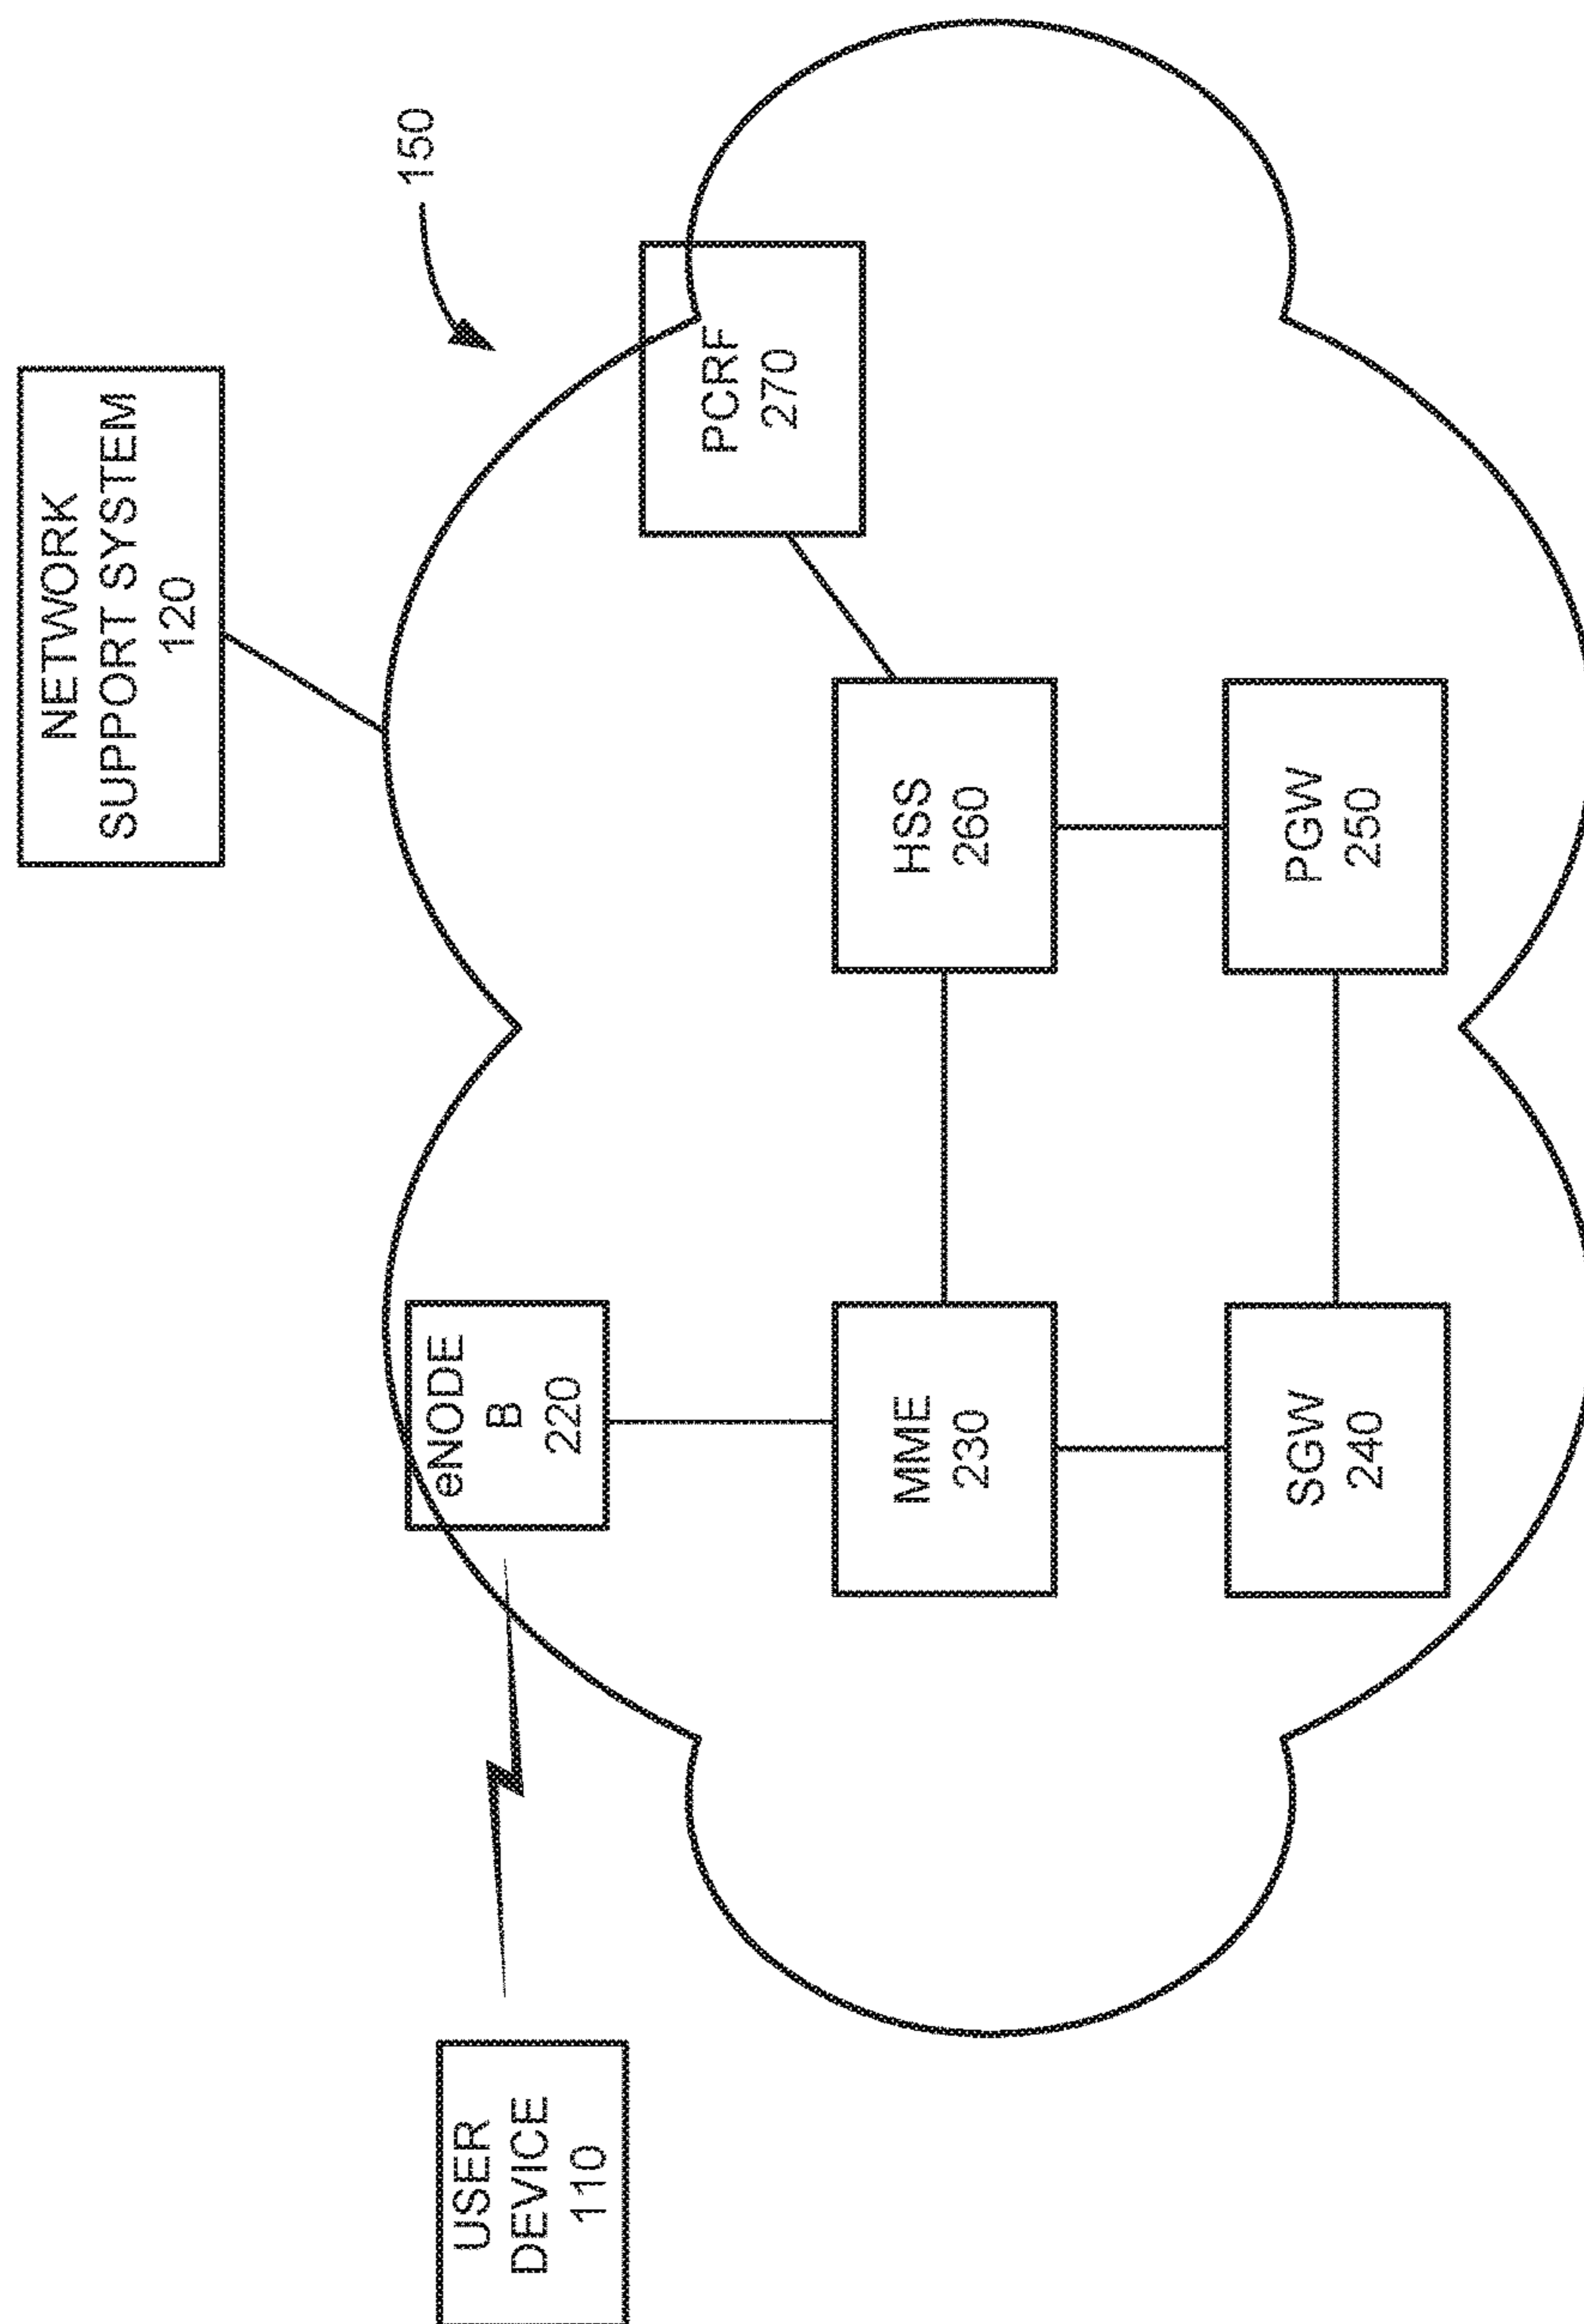 NETWORK
SUPPORT SYSTEM
120
150
USER
DEVICE
110
eNODE
B
220
PCRF
270
MME
230
HSS
260
SGW
240
PGW
250